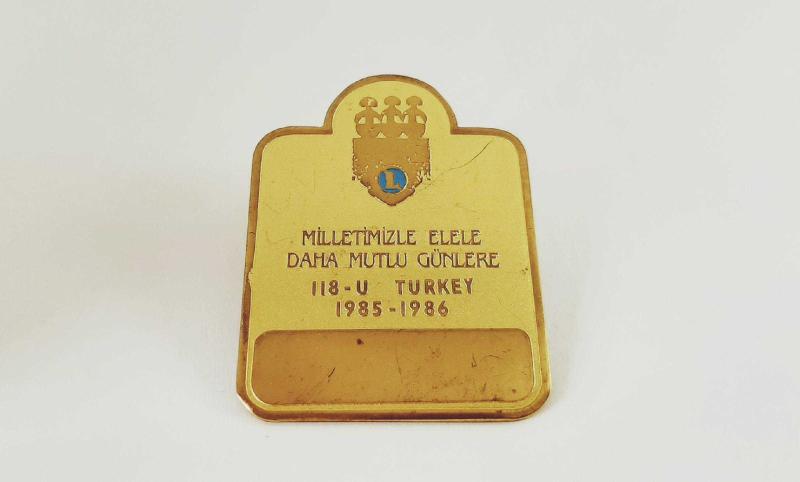 L
MİLLETİMİZLE ELELE
DAHA MUTLU GÜNLERE
118-U TURKEY
1985-1986